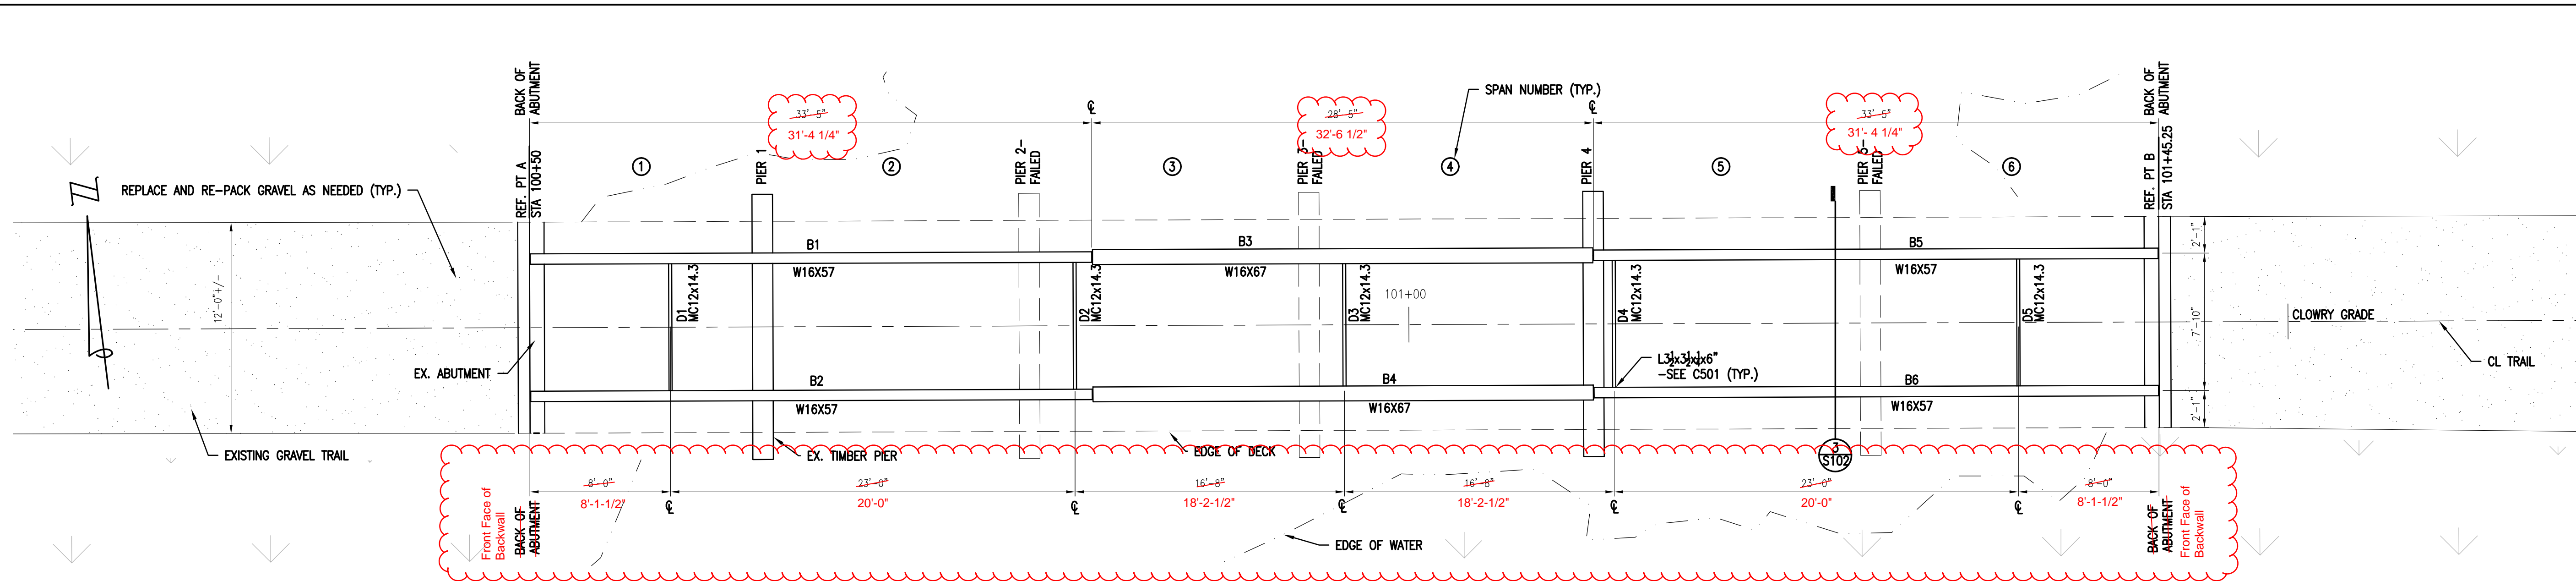 BACK OF
ABUTMENT
REF. PT A
STA 100+50
33'-5"
31'-4 1/4"
℄
28'-5"
32'-6 1/2"
SPAN NUMBER (TYP.)
℄
33'-5"
31'- 4 1/4"
BACK OF
ABUTMENT
REF. PT B
STA 101+45.25
1
PIER 1
2
PIER 2-
FAILED
3
PIER 3-
FAILED
4
PIER 4
5
PIER 5-
FAILED
6
REPLACE AND RE-PACK GRAVEL AS NEEDED (TYP.)
12'-0"+/-
B1
W16X57
B3
W16X67
B5
W16X57
2'-1"
7'-10"
2'-1"
D1
MC12x14.3
D2
MC12x14.3
D3
MC12x14.3
101+00
D4
MC12x14.3
D5
MC12x14.3
CLOWRY GRADE
CL TRAIL
EX. ABUTMENT
L3½x3½x¼x6"
-SEE C501 (TYP.)
B2
W16X57
B4
W16X67
B6
W16X57
EXISTING GRAVEL TRAIL
EX. TIMBER PIER
EDGE OF DECK
3
S102
8'-0"
8'-1-1/2"
23'-0"
20'-0"
16'-8"
18'-2-1/2"
16'-8"
18'-2-1/2"
23'-0"
20'-0"
8'-0"
8'-1-1/2"
℄
℄
℄
℄
℄
Front Face of
Backwall
BACK OF
ABUTMENT
EDGE OF WATER
BACK OF
ABUTMENT
Front Face of
Backwall